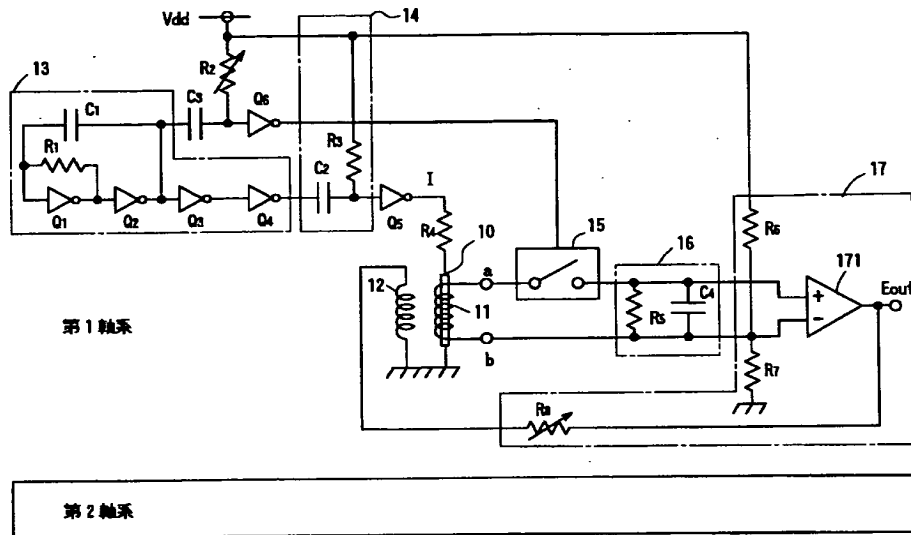 Vdd
14
13
R2
C1
C3
Q6
R1
R3
C2
I
17
Q1
Q2
Q3
Q4
Q5
R4
10
15
16
R6
171
a
12
11
R5
C4
+
-
Eout
第1軸系
b
R7
R8
第2軸系